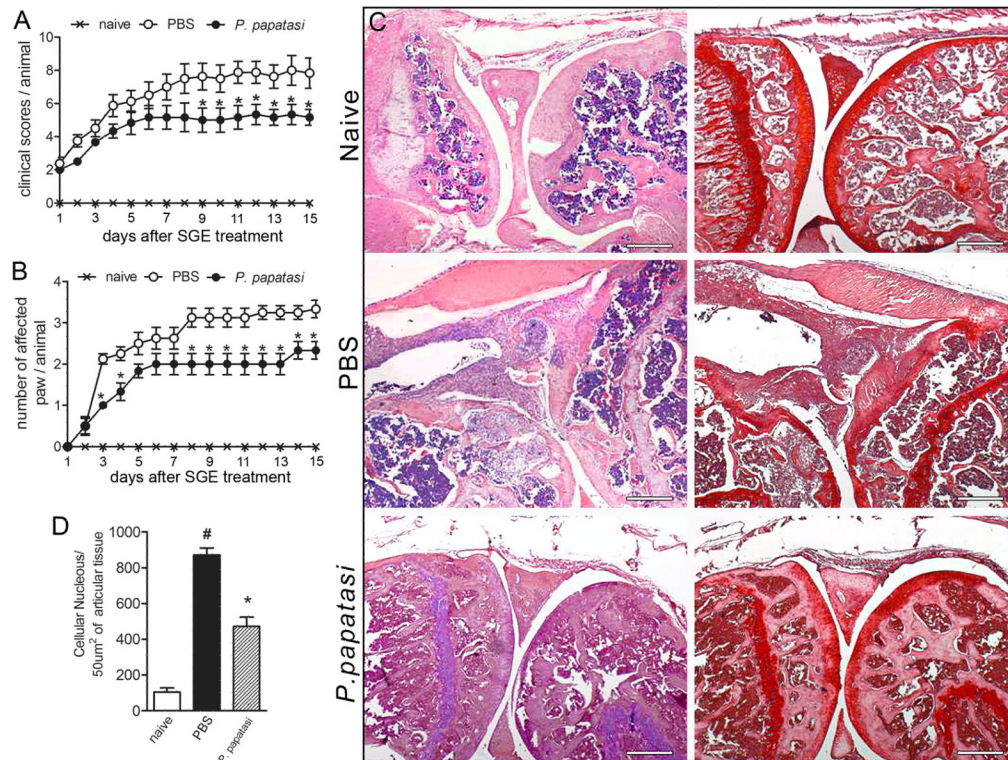 A
naive PBS P. papatasi
clinical scores / animal
10
8
6
4
2
0
* * * * * * *
1 3 5 7 9 11 13 15
days after SGE treatment
B
naive PBS P. papatasi
number of affected
paw / animal
4
3
2
1
0
* * * * * * * * * *
1 3 5 7 9 11 13 15
days after SGE treatment
D
Cellular Nucleous/
50um² of articular tissue
1000
800
600
400
200
0
#
*
naive PBS P. papatasi
C
Naive
PBS
P.papatasi